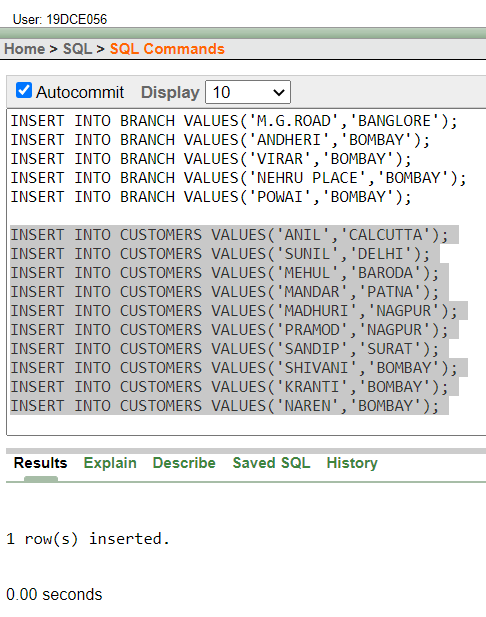 User: 19DCE056
Home > SQL > SQL Commands
Autocommit Display 10
INSERT INTO BRANCH VALUES('M.G.ROAD','BANGLORE');
INSERT INTO BRANCH VALUES('ANDHERI','BOMBAY');
INSERT INTO BRANCH VALUES('VIRAR','BOMBAY');
INSERT INTO BRANCH VALUES('NEHRU PLACE','BOMBAY');
INSERT INTO BRANCH VALUES('POWAI','BOMBAY');
INSERT INTO CUSTOMERS VALUES('ANIL','CALCUTTA');
INSERT INTO CUSTOMERS VALUES('SUNIL','DELHI');
INSERT INTO CUSTOMERS VALUES('MEHUL','BARODA');
INSERT INTO CUSTOMERS VALUES('MANDAR','PATNA');
INSERT INTO CUSTOMERS VALUES('MADHURI','NAGPUR');
INSERT INTO CUSTOMERS VALUES('PRAMOD','NAGPUR');
INSERT INTO CUSTOMERS VALUES('SANDIP','SURAT');
INSERT INTO CUSTOMERS VALUES('SHIVANI','BOMBAY');
INSERT INTO CUSTOMERS VALUES('KRANTI','BOMBAY');
INSERT INTO CUSTOMERS VALUES('NAREN','BOMBAY');
Results Explain Describe Saved SQL History
1 row(s) inserted.
0.00 seconds